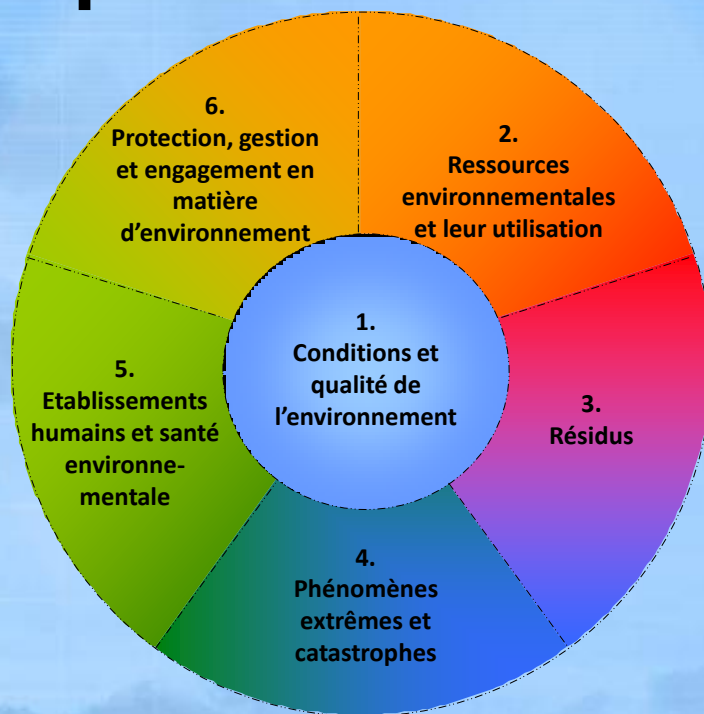 1.
Conditions et
qualité de
l’environnement
2.
Ressources
environnementales
et leur utilisation
3.
Résidus
4.
Phénomènes
extrêmes et
catastrophes
5.
Etablissements
humains et santé
environne-
mentale
6.
Protection, gestion
et engagement en
matière
d’environnement